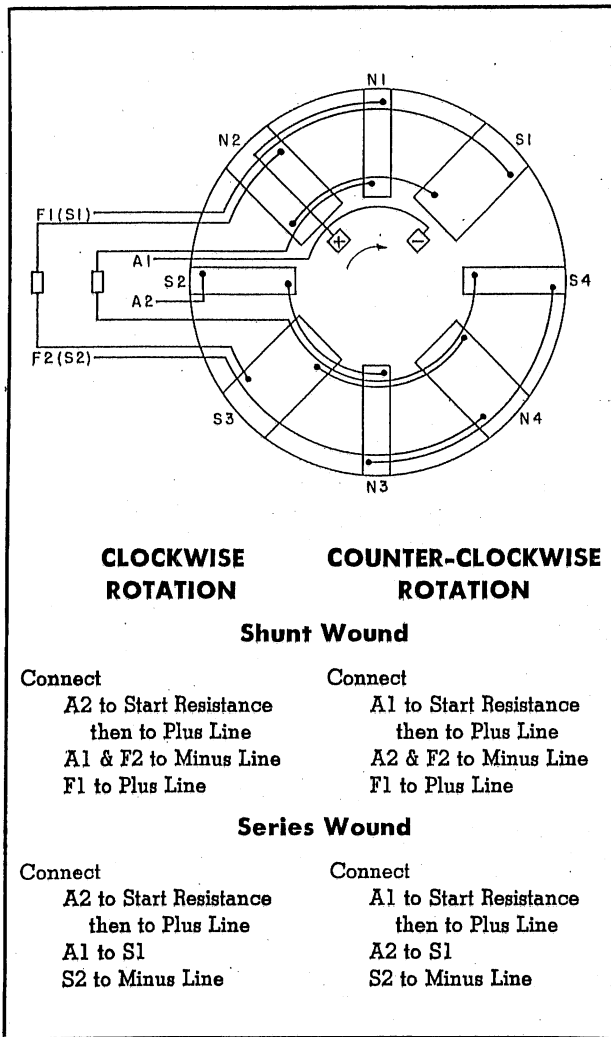 N1
N2
S1
F1(S1)
A1
+
−
S2
S4
A2
F2(S2)
S3
N4
N3
CLOCKWISE
ROTATION
COUNTER-CLOCKWISE
ROTATION
Shunt Wound
Connect
A2 to Start Resistance
then to Plus Line
A1 & F2 to Minus Line
F1 to Plus Line
Connect
A1 to Start Resistance
then to Plus Line
A2 & F2 to Minus Line
F1 to Plus Line
Series Wound
Connect
A2 to Start Resistance
then to Plus Line
A1 to S1
S2 to Minus Line
Connect
A1 to Start Resistance
then to Plus Line
A2 to S1
S2 to Minus Line